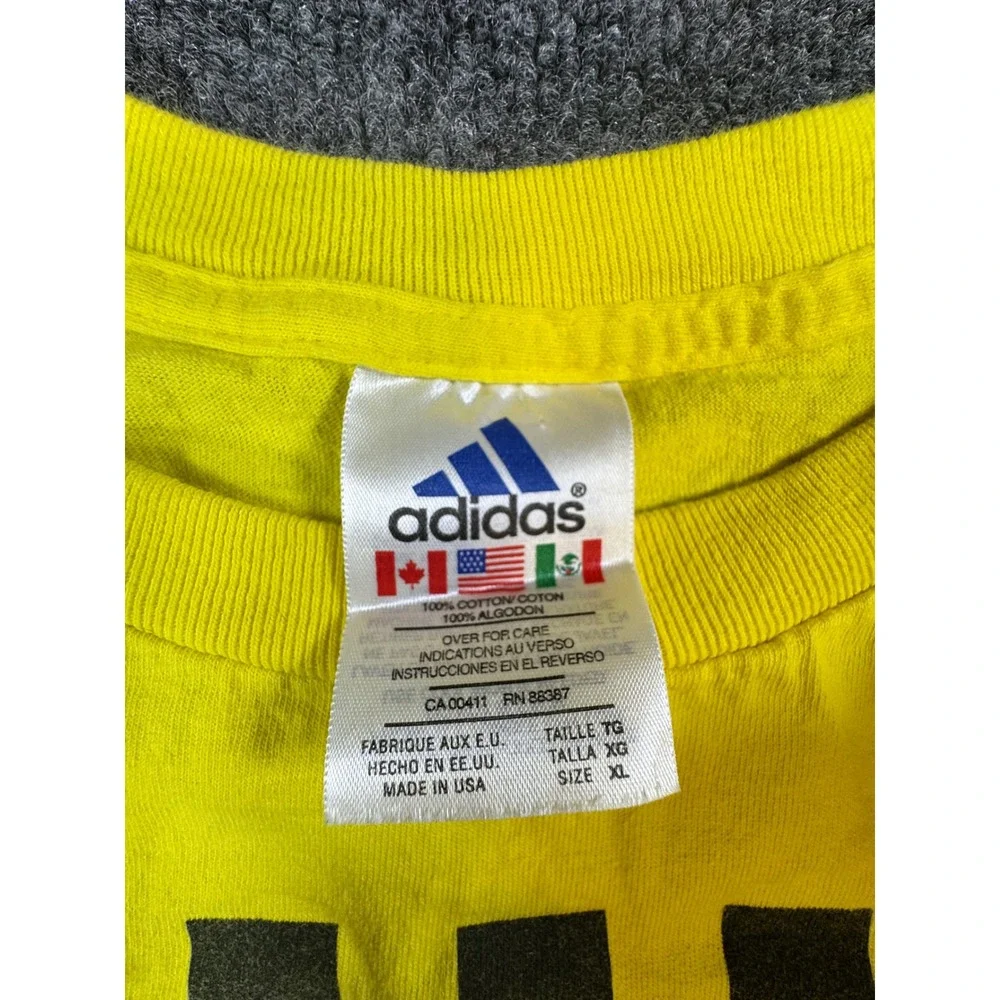 adidas®
100% COTTON/COTON
100% ALGODON
OVER FOR CARE
INDICATIONS AU VERSO
INSTRUCCIONES EN EL REVERSO
CA 00411 RN 88387
FABRIQUE AUX E.U. TAILLE TG
HECHO EN EE.UU. TALLA XG
MADE IN USA SIZE XL